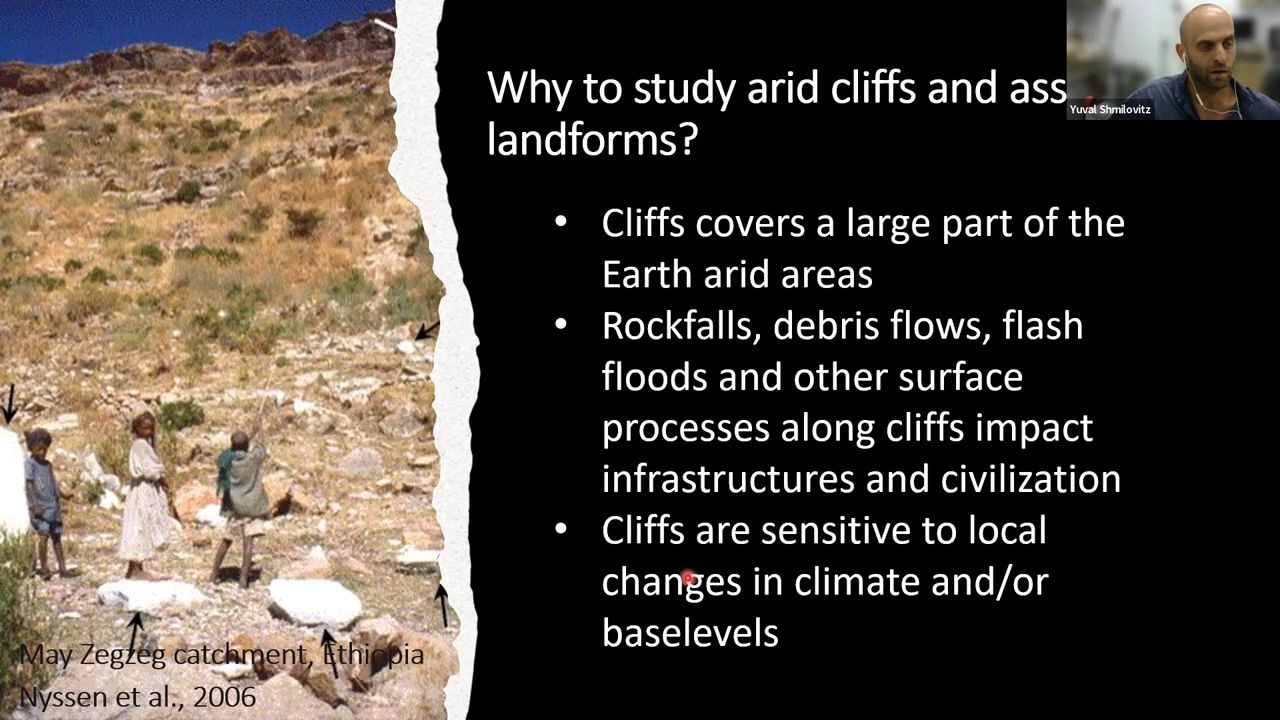 Why to study arid cliffs and ass
landforms?
Yuval Shmilovitz
• Cliffs covers a large part of the
Earth arid areas
• Rockfalls, debris flows, flash
floods and other surface
processes along cliffs impact
infrastructures and civilization
• Cliffs are sensitive to local
changes in climate and/or
baselevels
May Zegzeg catchment, Ethiopia
Nyssen et al., 2006